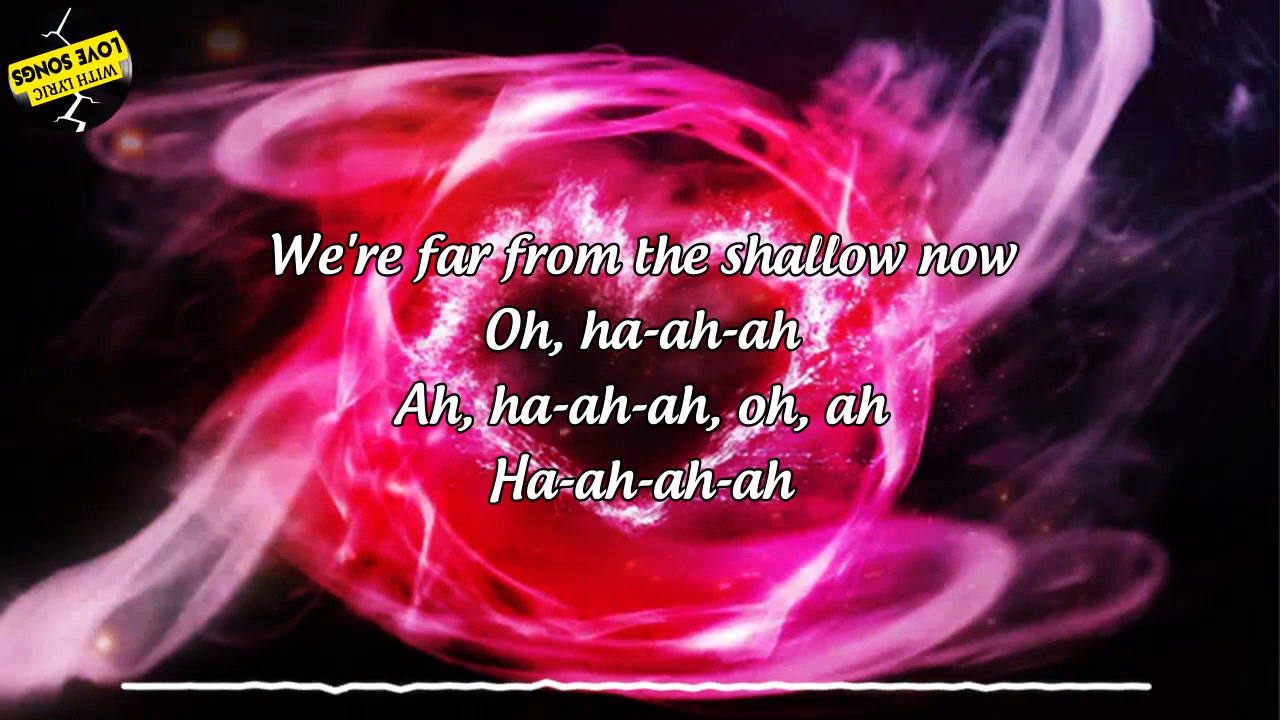 LOVE SONGS
WITH LYRIC
We're far from the shallow now
Oh, ha-ah-ah
Ah, ha-ah-ah, oh, ah
Ha-ah-ah-ah